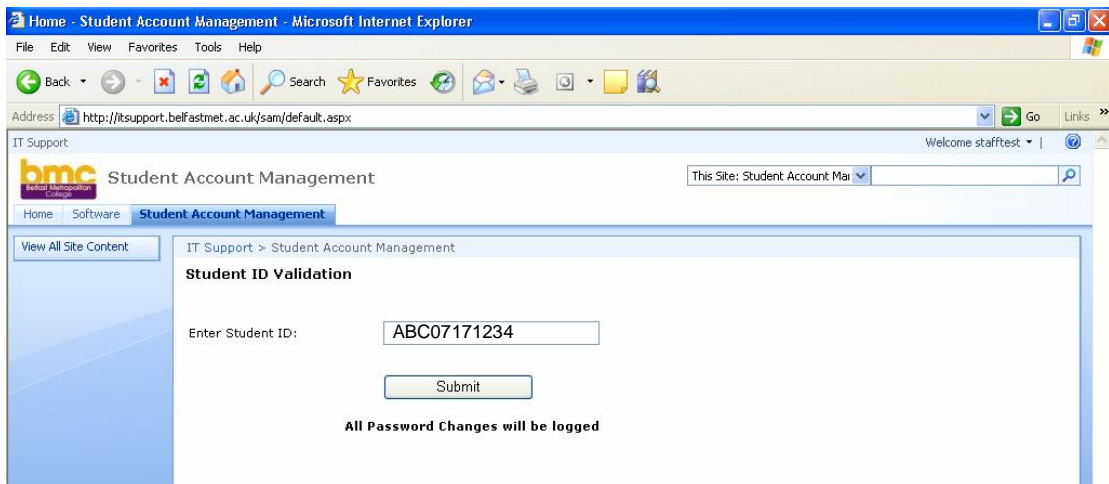 Home - Student Account Management - Microsoft Internet Explorer
File Edit View Favorites Tools Help
Back Search Favorites
Address http://itsupport.belfastmet.ac.uk/sam/default.aspx Go Links »
IT Support Welcome stafftest
bmc
Belfast Metropolitan
College
Student Account Management
This Site: Student Account Mar
Home Software Student Account Management
View All Site Content
IT Support > Student Account Management
Student ID Validation
Enter Student ID: ABC07171234
Submit
All Password Changes will be logged